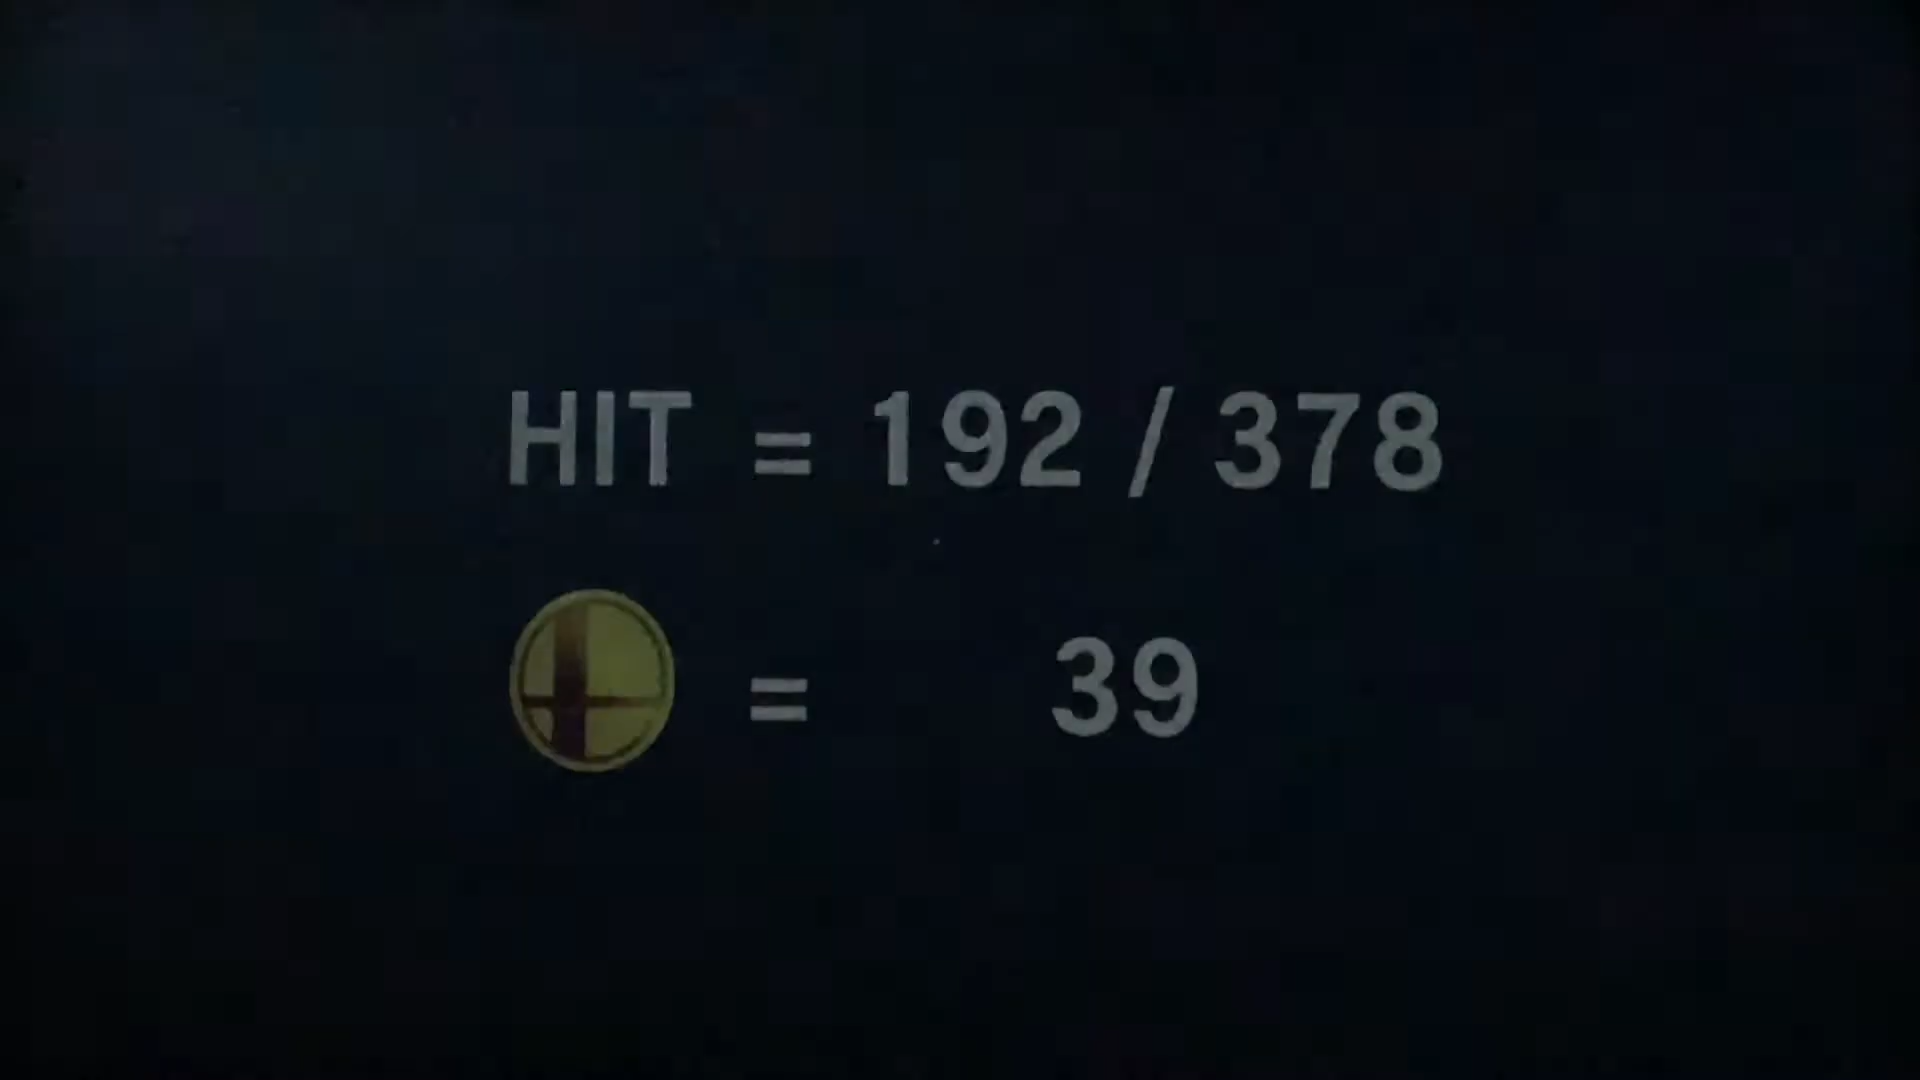 HIT = 192 / 378
= 39